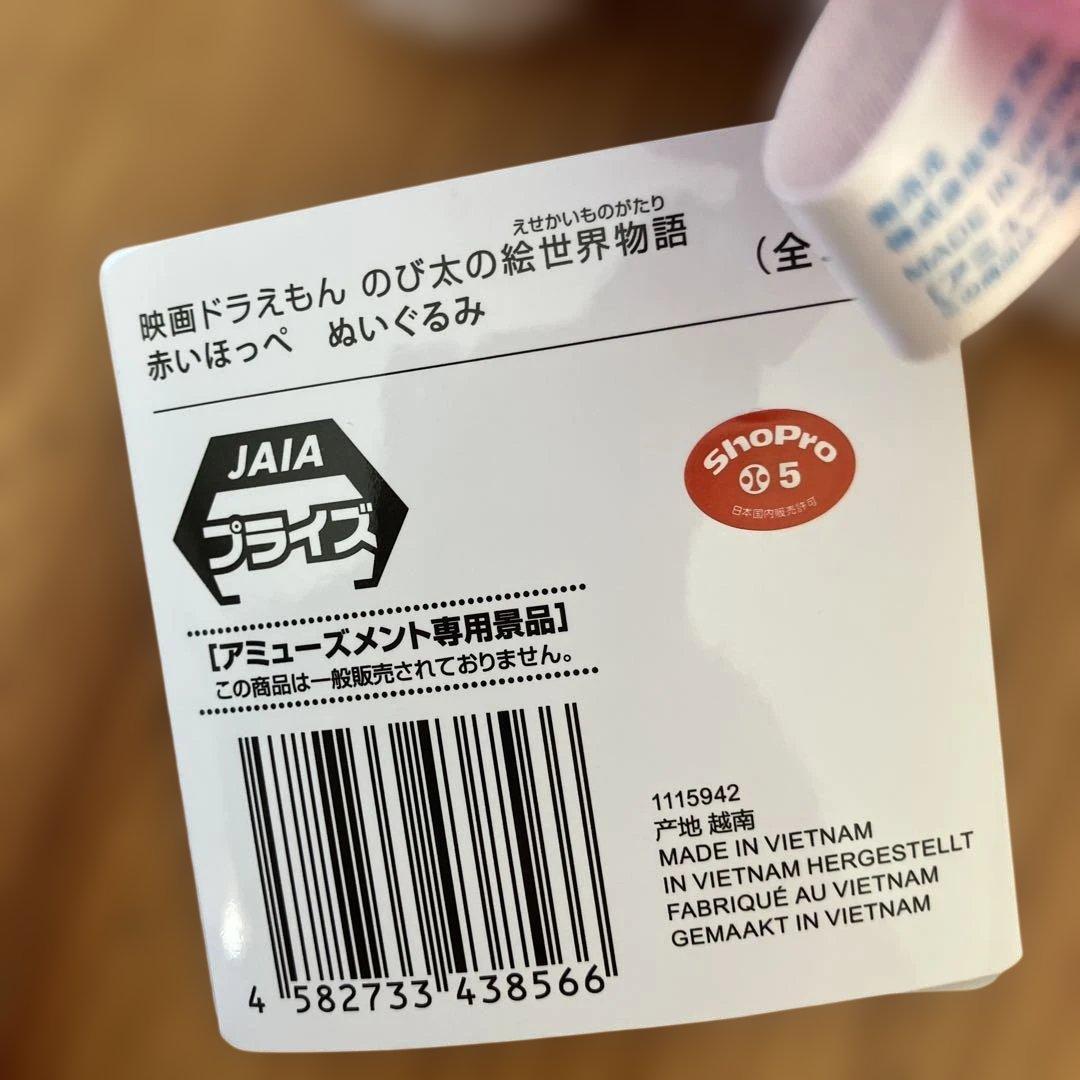 えせかいものがたり
映画ドラえもん のび太の絵世界物語
(全
赤いほっぺ ぬいぐるみ
JAIA
プライズ
ShoPro
5
日本国内販売許可
[アミューズメント専用景品]
この商品は一般販売されておりません。
4 582733 438566
1115942
产地 越南
MADE IN VIETNAM
IN VIETNAM HERGESTELLT
FABRIQUÉ AU VIETNAM
GEMAAKT IN VIETNAM
MADE IN